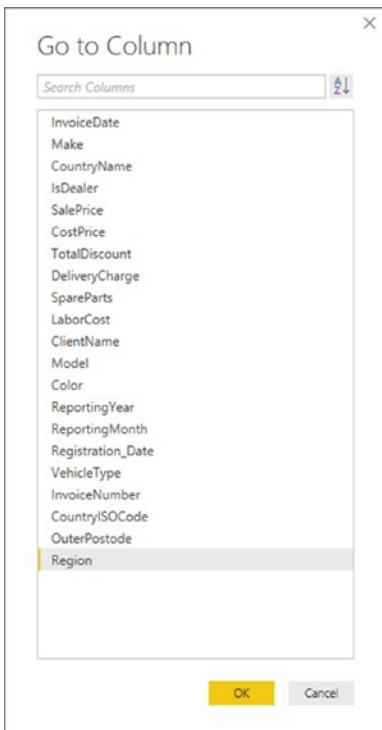 Go to Column
Search Columns
InvoiceDate
Make
CountryName
IsDealer
SalePrice
CostPrice
TotalDiscount
DeliveryCharge
SpareParts
LaborCost
ClientName
Model
Color
ReportingYear
ReportingMonth
Registration_Date
VehicleType
InvoiceNumber
CountryISOCode
OuterPostode
Region
OK Cancel